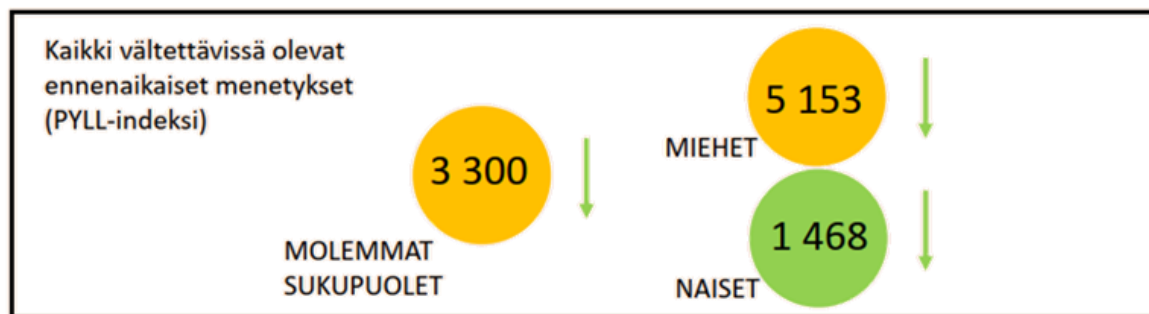 Kaikki vältettävissä olevat
ennenaikaiset menetykset
(PYLL-indeksi)
3 300
MOLEMMAT
SUKUPUOLET
5 153
MIEHET
1 468
NAISET